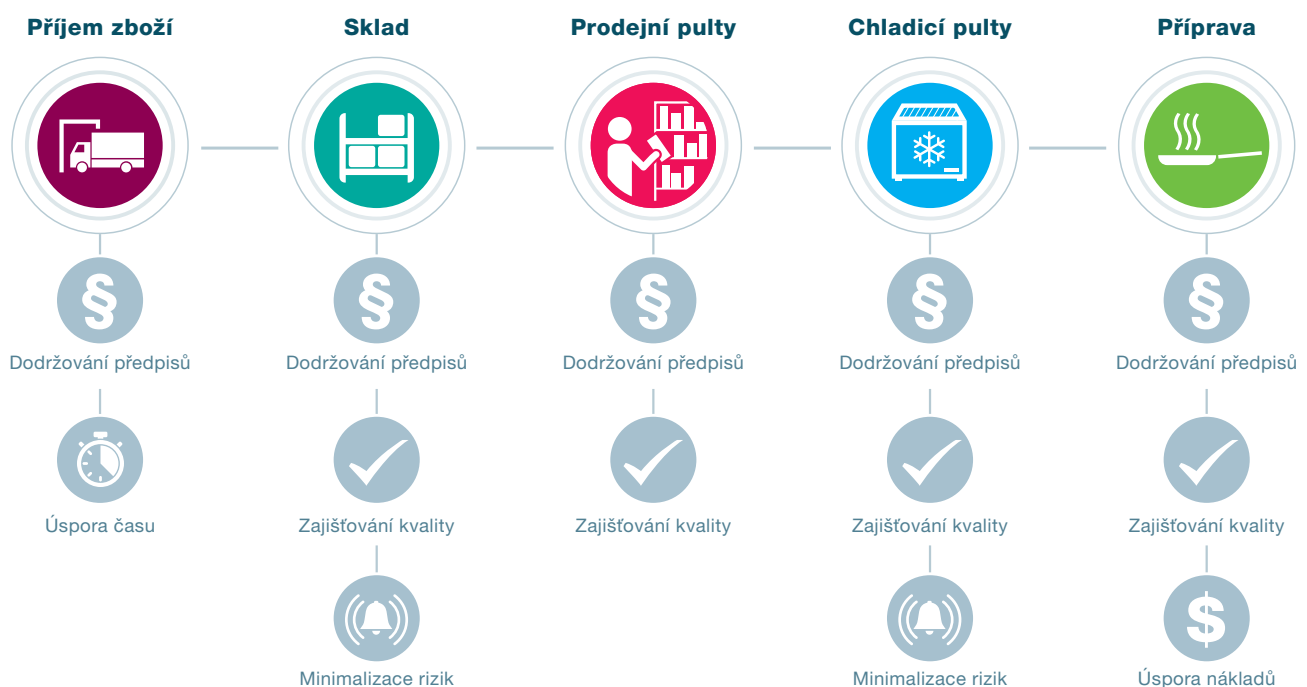 Příjem zboží
Sklad
Prodejní pulty
Chladicí pulty
Příprava
§
§
§
§
§
Dodržování předpisů
Dodržování předpisů
Dodržování předpisů
Dodržování předpisů
Dodržování předpisů
Úspora času
Zajišťování kvality
Zajišťování kvality
Zajišťování kvality
Zajišťování kvality
$
Minimalizace rizik
Minimalizace rizik
Úspora nákladů